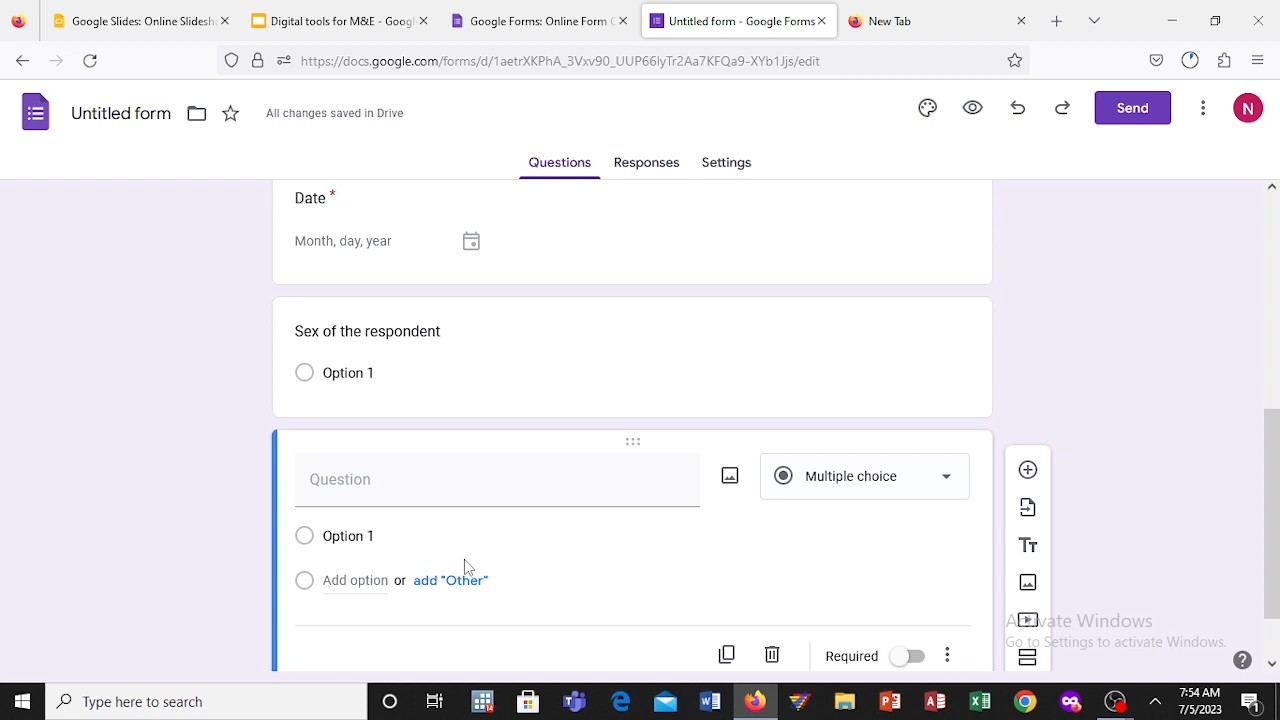 Google Slides: Online Slidesh
Digital tools for M&E - Googl
Google Forms: Online Form C
Untitled form - Google Forms
New Tab
https://docs.google.com/forms/d/1aetrXKPhA_3Vxv90_UUP66lyTr2Aa7KFQa9-XYb1Jjs/edit
Untitled form
All changes saved in Drive
Send
N
Questions
Responses
Settings
Date *
Month, day, year
Sex of the respondent
Option 1
Question
Multiple choice
Option 1
Add option or add "Other"
Required
Activate Windows
Go to Settings to activate Windows.
Type here to search
7:54 AM
7/5/2023